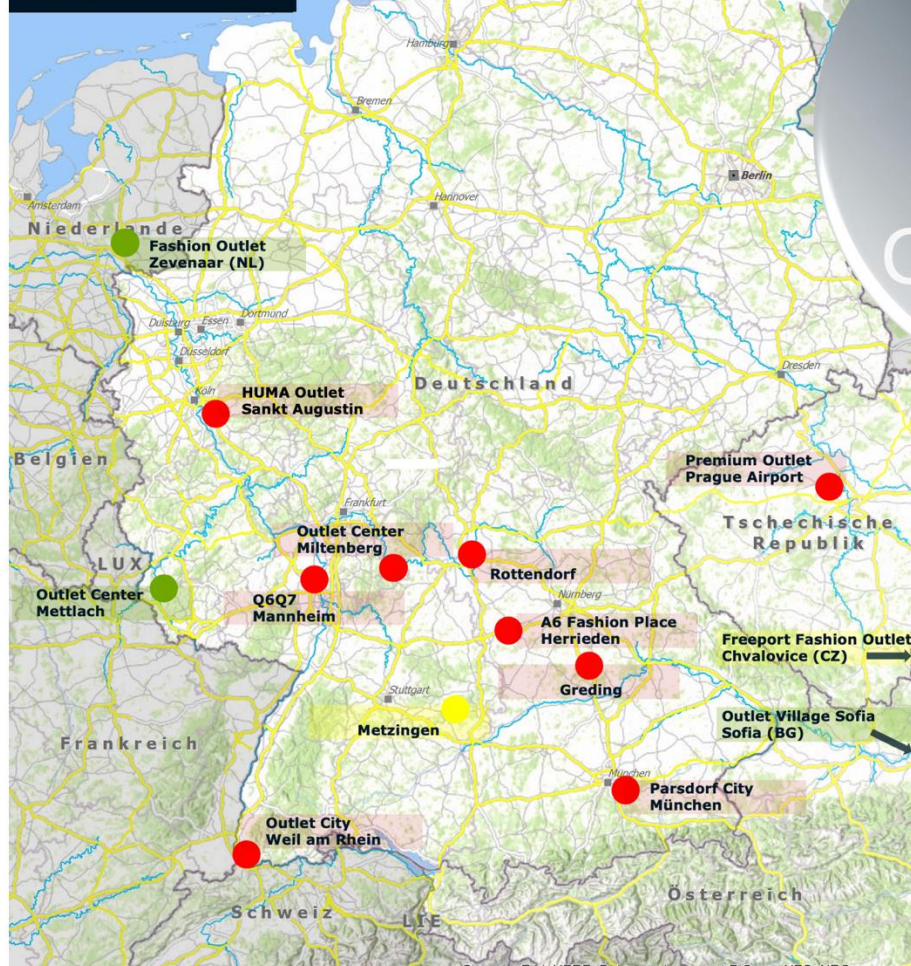 Hamburg
Bremen
Berlin
Hannover
Amsterdam
Niederlande
Fashion Outlet
Zevenaar (NL)
Duisburg
Essen
Dortmund
Düsseldorf
Dresden
Deutschland
Köln
HUMA Outlet
Sankt Augustin
Belgien
Premium Outlet
Prague Airport
Frankfurt
Tschechische
Republik
Outlet Center
Miltenberg
LUX
Rottendorf
Outlet Center
Mettlach
Q6Q7
Mannheim
Nürnberg
A6 Fashion Place
Herrieden
Freeport Fashion Outlet
Chvalovice (CZ)
Greding
Stuttgart
Metzingen
Outlet Village Sofia
Sofia (BG)
Frankreich
München
Parsdorf City
München
Outlet City
Weil am Rhein
Österreich
Schweiz
LIE